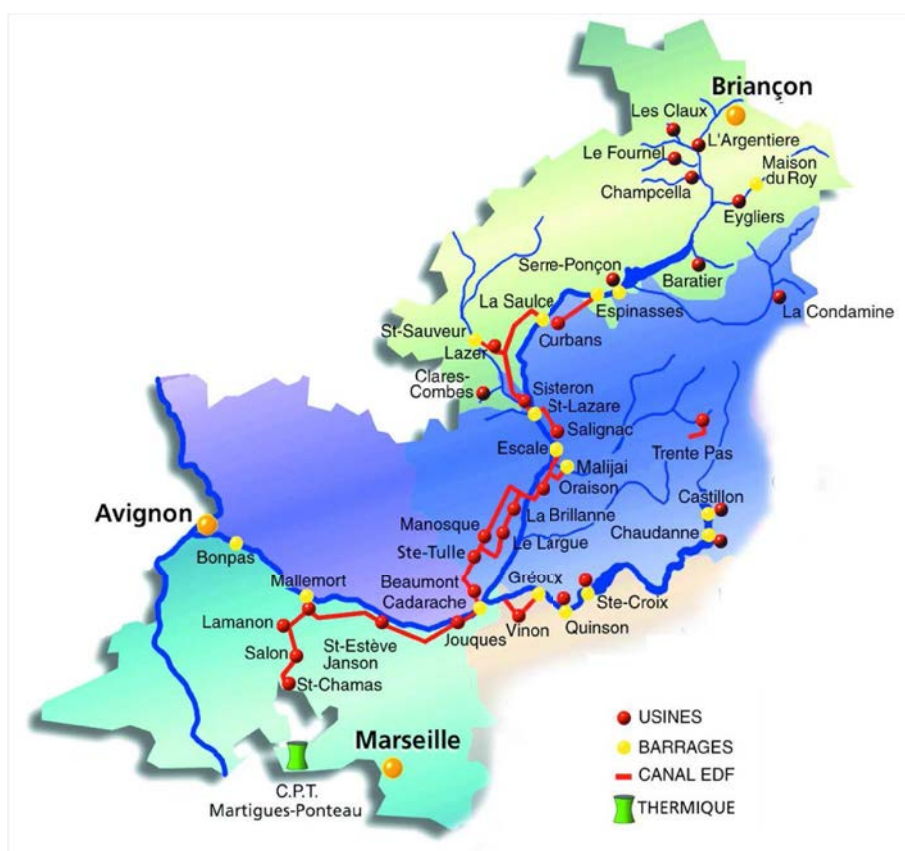 Briançon
Les Claux
L'Argentiere
Le Fournel
Maison
du Roy
Champcella
Eygliers
Serre-Ponçon
Baratier
La Saulce
Espinasses
La Condamine
St-Sauveur
Curbans
Lazer
Clares-
Combes
Sisteron
St-Lazare
Salignac
Escale
Malijai
Trente Pas
Oraison
Castillon
Avignon
La Brillanne
Manosque
Chaudanne
Bonpas
Ste-Tulle
Le Largue
Mallemort
Beaumont
Gréoux
Cadarache
Ste-Croix
Lamanon
St-Estève
Janson
Jouques
Vinon
Quinson
Salon
St-Chamas
Marseille
C.P.T.
Martigues-Ponteau
USINES
BARRAGES
CANAL EDF
THERMIQUE